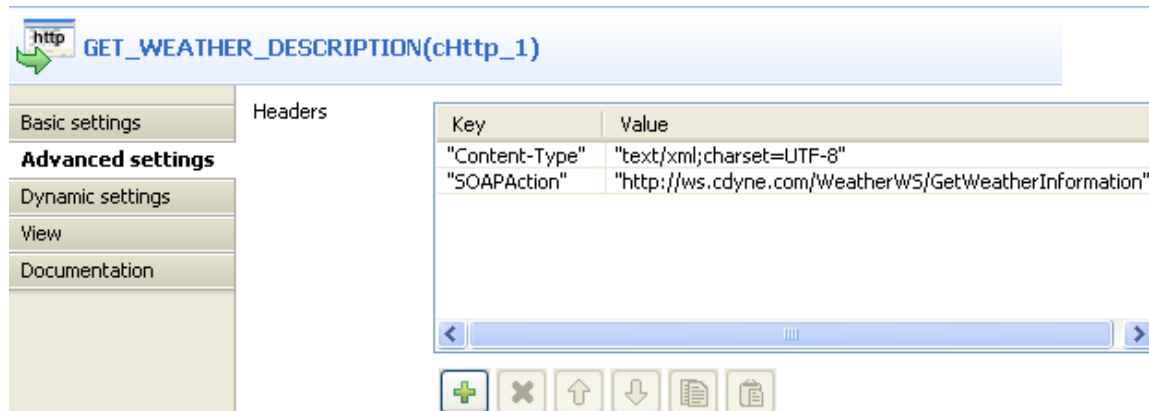 http
GET_WEATHER_DESCRIPTION(cHttp_1)
Basic settings
Advanced settings
Dynamic settings
View
Documentation
Headers
Key Value
"Content-Type" "text/xml;charset=UTF-8"
"SOAPAction" "http://ws.cdyne.com/WeatherWS/GetWeatherInformation"